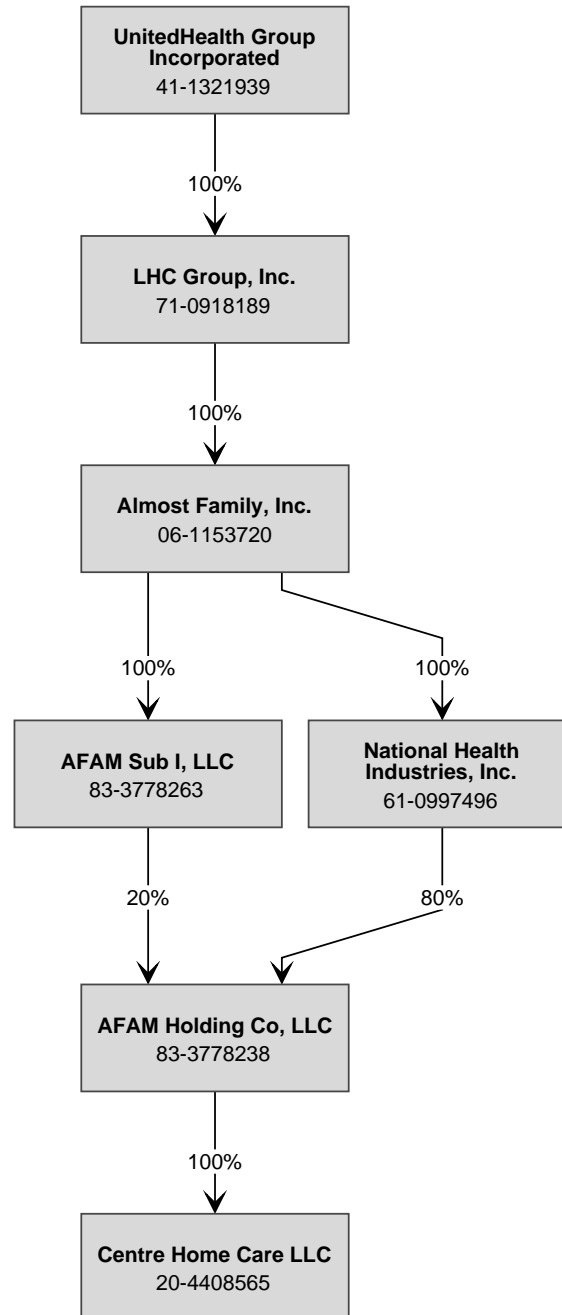 UnitedHealth Group
Incorporated
41-1321939
100%
LHC Group, Inc.
71-0918189
100%
Almost Family, Inc.
06-1153720
100%
100%
AFAM Sub I, LLC
83-3778263
National Health
Industries, Inc.
61-0997496
20%
80%
AFAM Holding Co, LLC
83-3778238
100%
Centre Home Care LLC
20-4408565